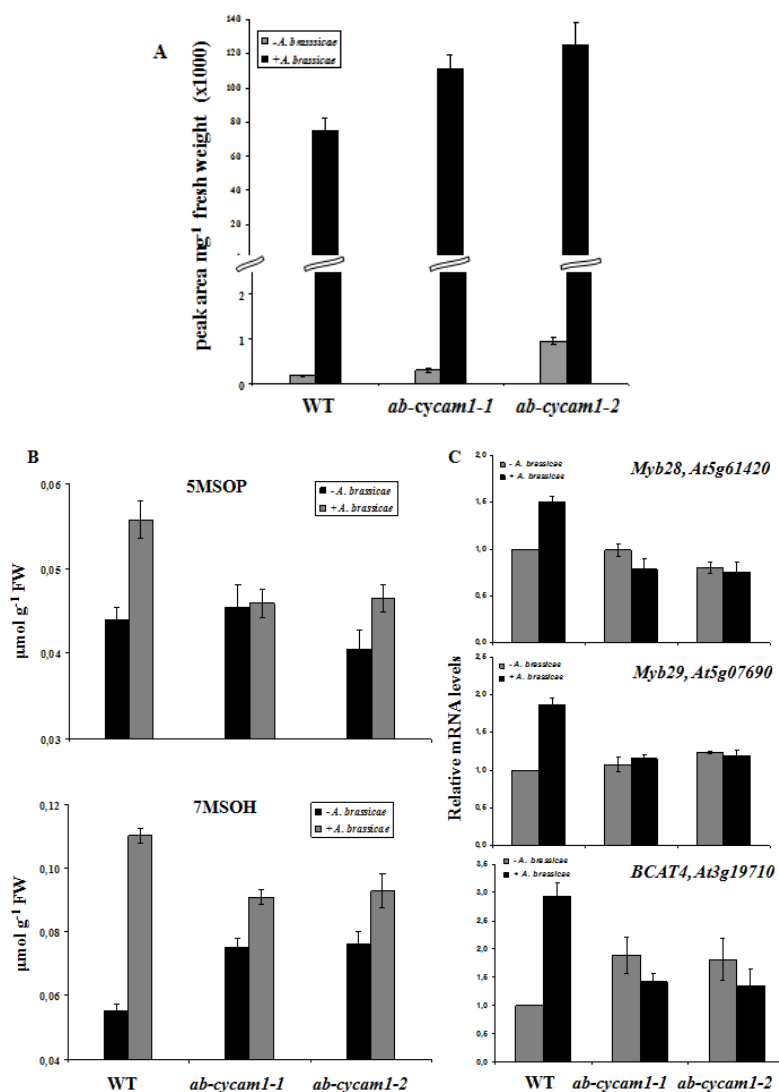 A
- A. brasssicae
+ A. brassicae
peak area mg-1 fresh weight (x1000)
140
120
100
80
60
40
20
-
2
1
0
WT
ab-cycam1-1
ab-cycam1-2
B
5MSOP
- A. brassicae
+ A. brassicae
µmol g-1 FW
0,06
0,05
0,04
0,03
7MSOH
- A. brassicae
+ A. brassicae
µmol g-1 FW
0,12
0,10
0,08
0,06
0,04
WT
ab-cycam1-1
ab-cycam1-2
C
Relative mRNA levels
- A. brassicae
+ A. brassicae
Myb28, At5g61420
2,0
1,5
1,0
0,5
0,0
- A. brassicae
+ A. brassicae
Myb29, At5g07690
2,5
2,0
1,5
1,0
0,5
0,0
- A. brassicae
+ A. brassicae
BCAT4, At3g19710
3,5
3,0
2,5
2,0
1,5
1,0
0,5
0,0
WT
ab-cycam1-1
ab-cycam1-2